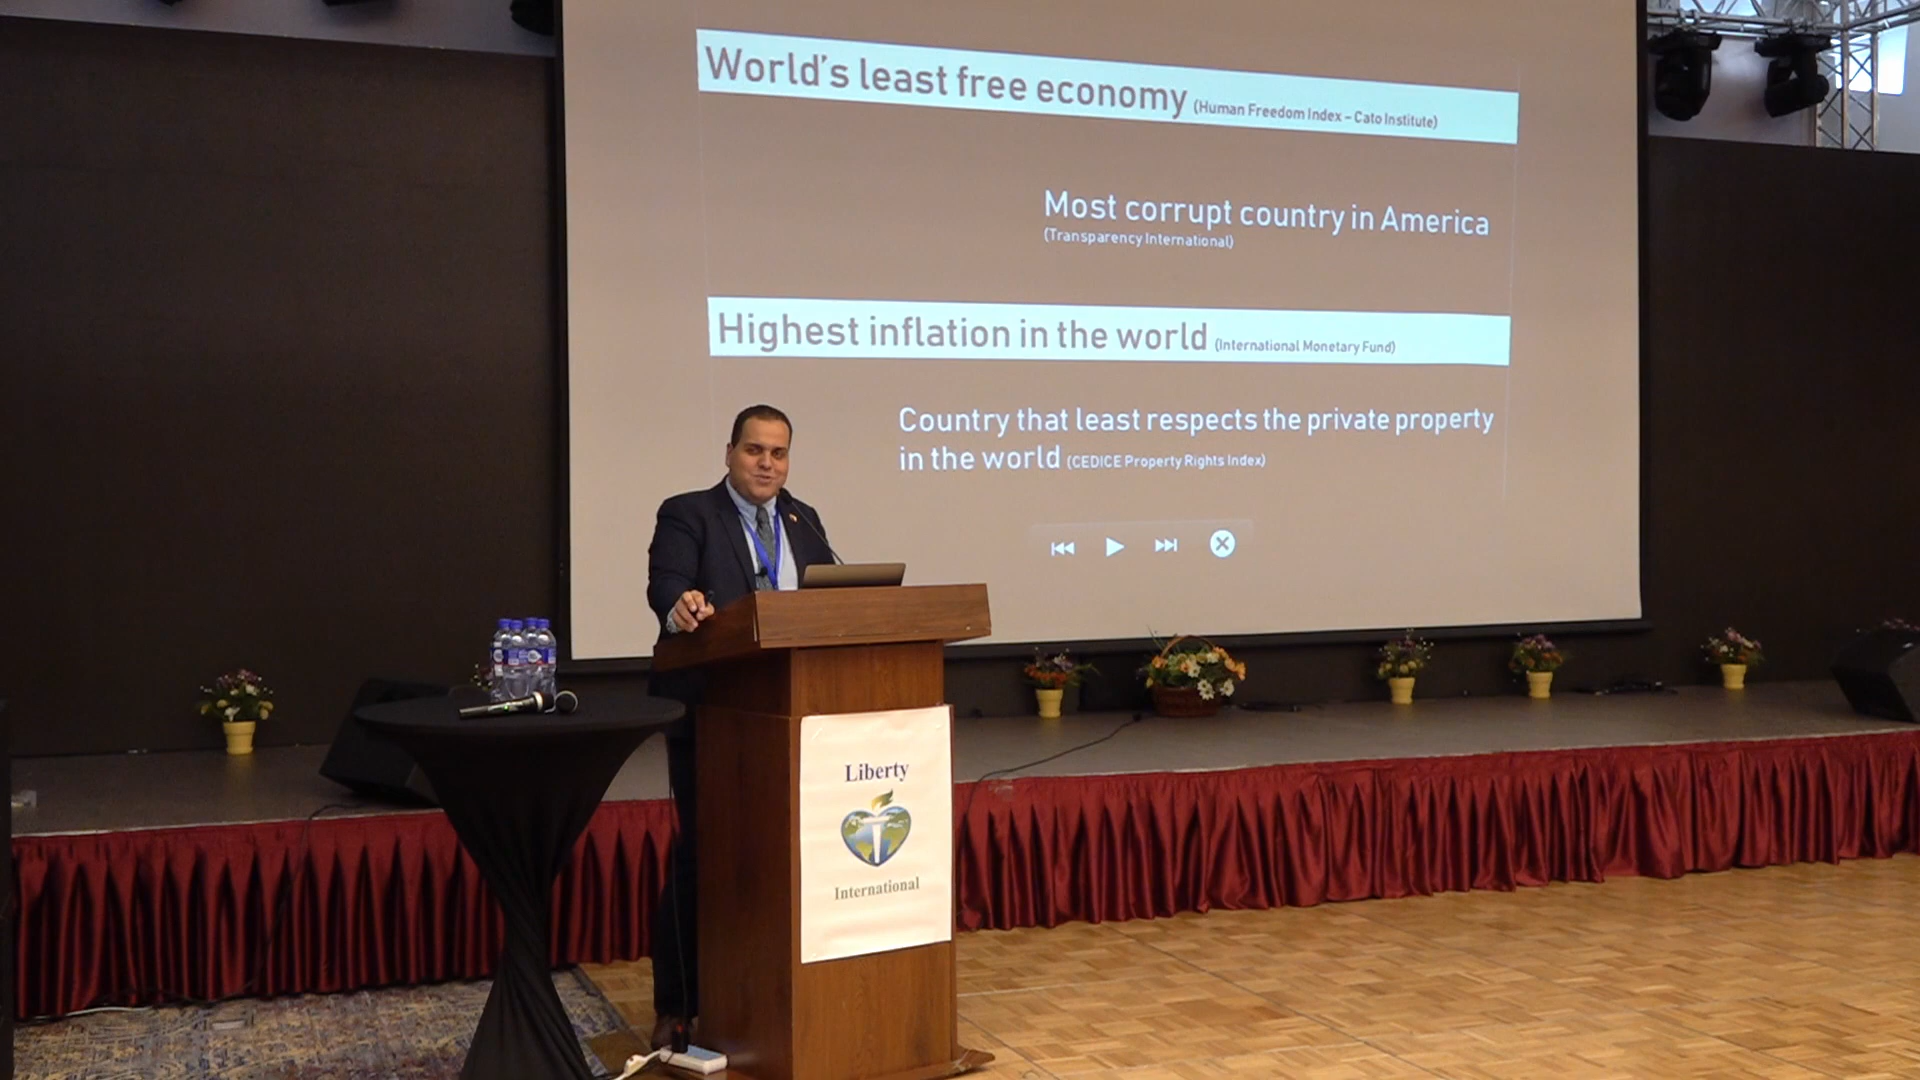 World's least free economy (Human Freedom Index – Cato Institute)
Most corrupt country in America
(Transparency International)
Highest inflation in the world (International Monetary Fund)
Country that least respects the private property
in the world (CEDICE Property Rights Index)
Liberty
International